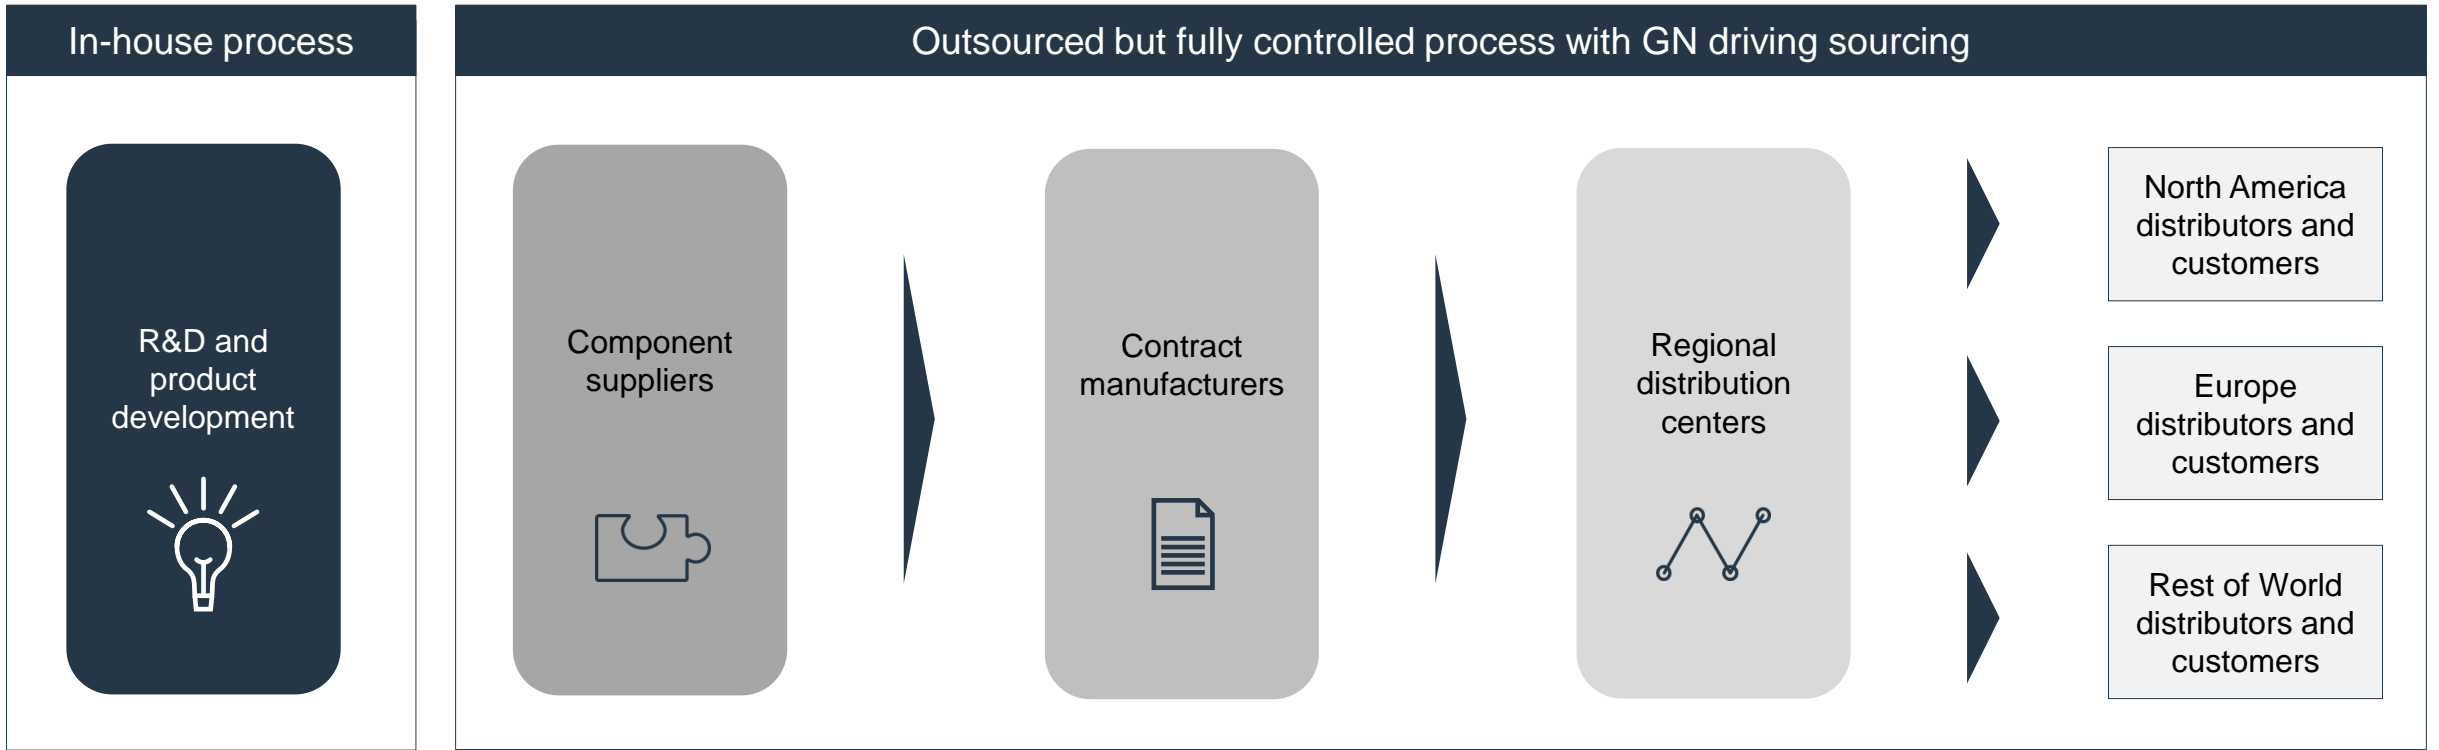 In-house process
Outsourced but fully controlled process with GN driving sourcing
R&D and
product
development
Component
suppliers
Contract
manufacturers
Regional
distribution
centers
North America
distributors and
customers
Europe
distributors and
customers
Rest of World
distributors and
customers